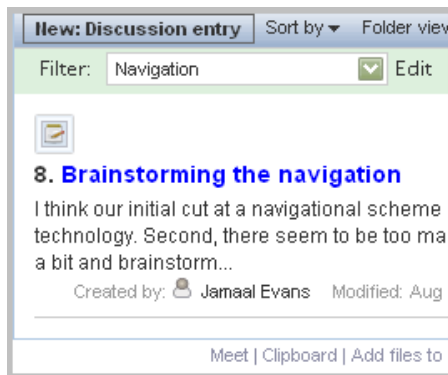 New: Discussion entry Sort by Folder view
Filter: Navigation Edit
8. Brainstorming the navigation
I think our initial cut at a navigational scheme
technology. Second, there seem to be too ma
a bit and brainstorm...
Created by: Jamaal Evans Modified: Aug
Meet | Clipboard | Add files to